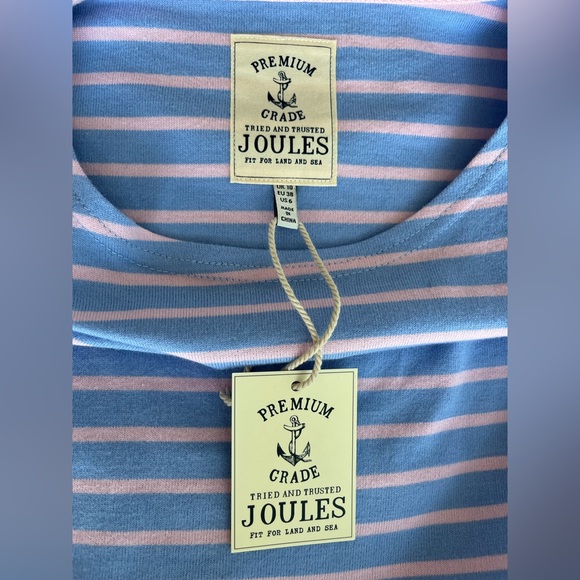 PREMIUM
GRADE
TRIED AND TRUSTED
JOULES
FIT FOR LAND AND SEA
UK 10
EU 38
US 6
MADE
IN
CHINA
PREMIUM
GRADE
TRIED AND TRUSTED
JOULES
FIT FOR LAND AND SEA